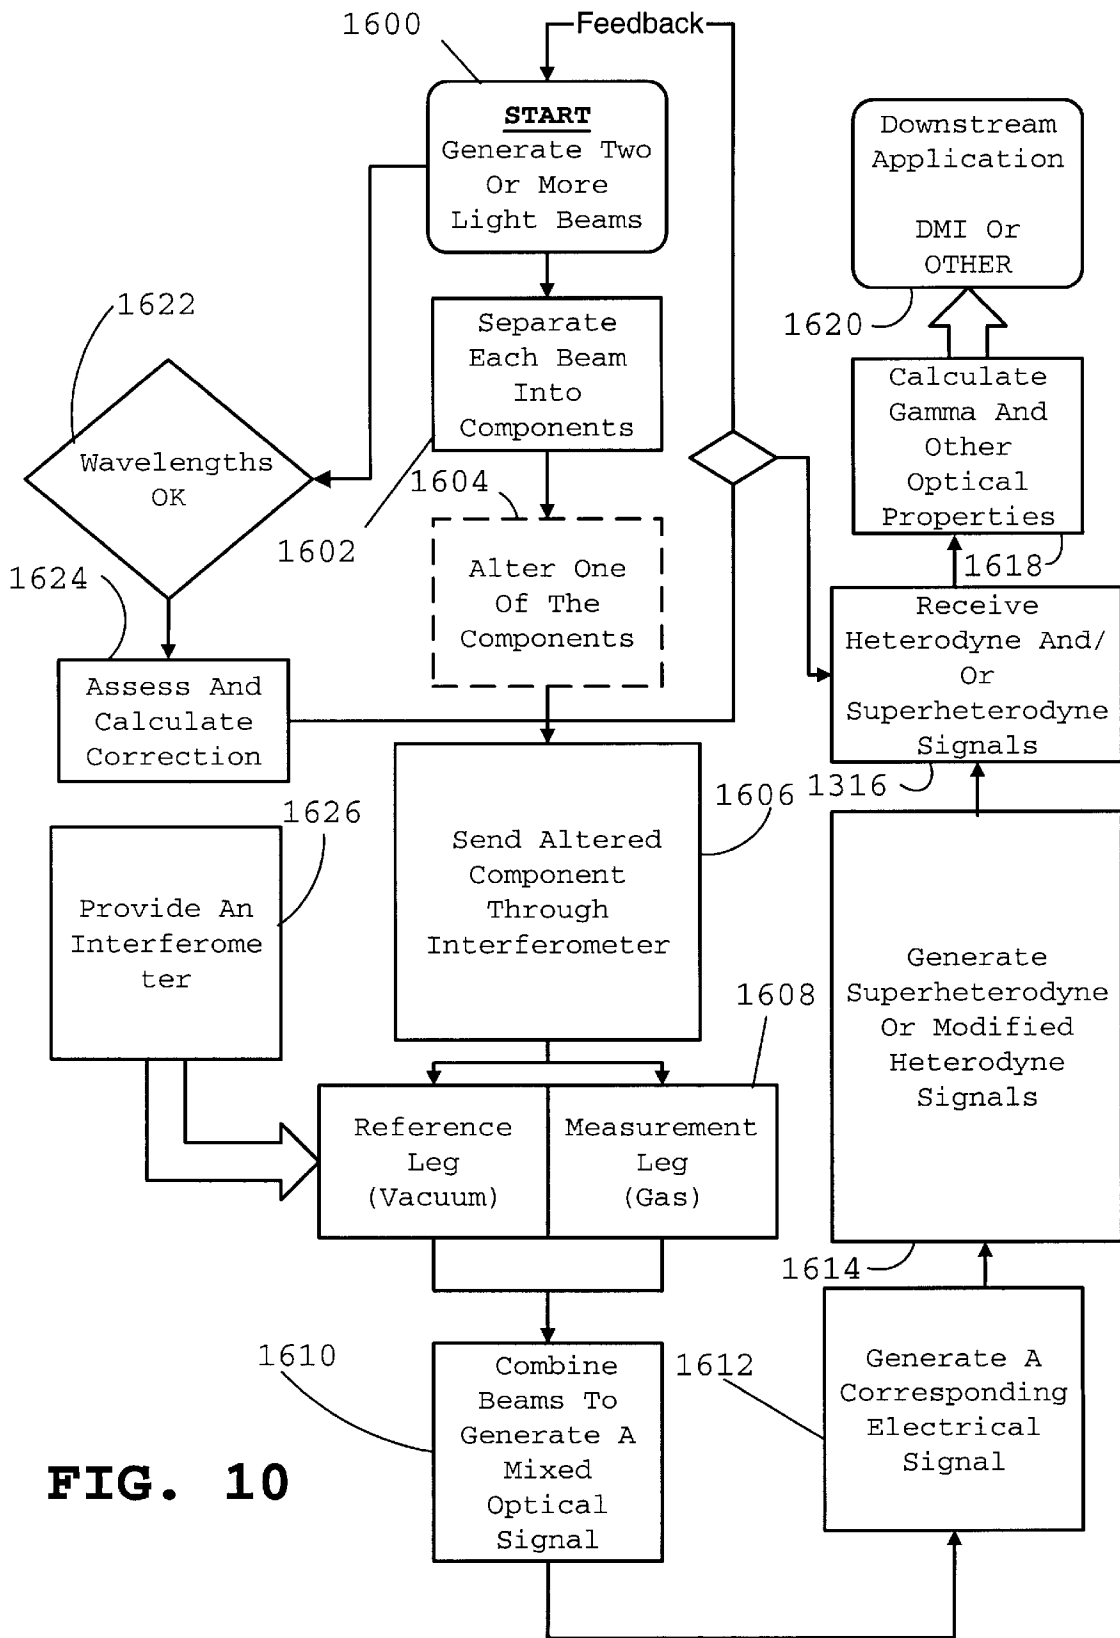 1600
Feedback
START
Generate Two
Or More
Light Beams
Downstream
Application
DMI Or
OTHER
1620
1622
Wavelengths
OK
Separate
Each Beam
Into
Components
1602
1604
Alter One
Of The
Components
Calculate
Gamma And
Other
Optical
Properties
1618
1624
Assess And
Calculate
Correction
Receive
Heterodyne And/
Or
Superheterodyne
Signals
1316
1626
Provide An
Interferome
ter
Send Altered
Component
Through
Interferometer
1606
1608
Reference
Leg
(Vacuum)
Measurement
Leg
(Gas)
Generate
Superheterodyne
Or Modified
Heterodyne
Signals
1614
1610
Combine
Beams To
Generate A
Mixed
Optical
Signal
1612
Generate A
Corresponding
Electrical
Signal
FIG. 10